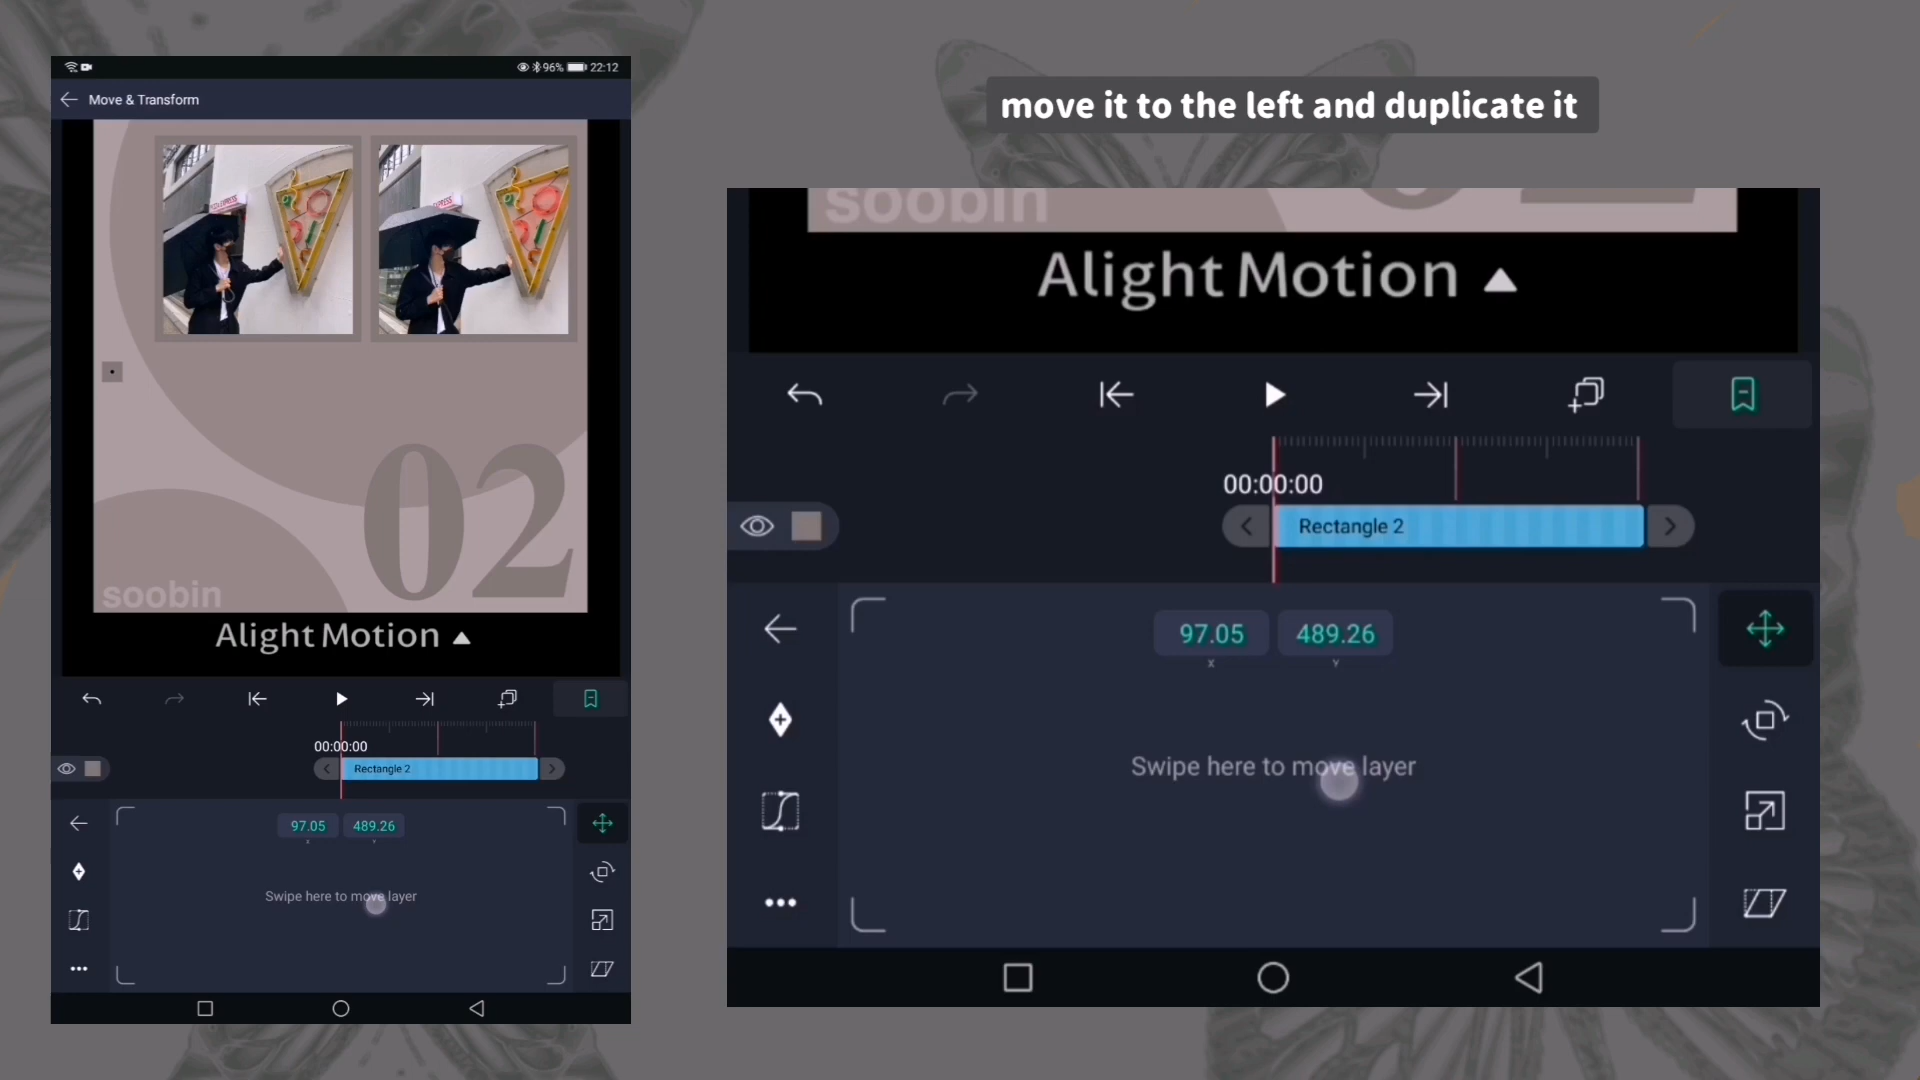 96% 22:12
Move & Transform
02
soobin
Alight Motion
00:00:00
Rectangle 2
97.05 489.26
X Y
Swipe here to move layer
move it to the left and duplicate it
soobin
Alight Motion
00:00:00
Rectangle 2
97.05 489.26
X Y
Swipe here to move layer